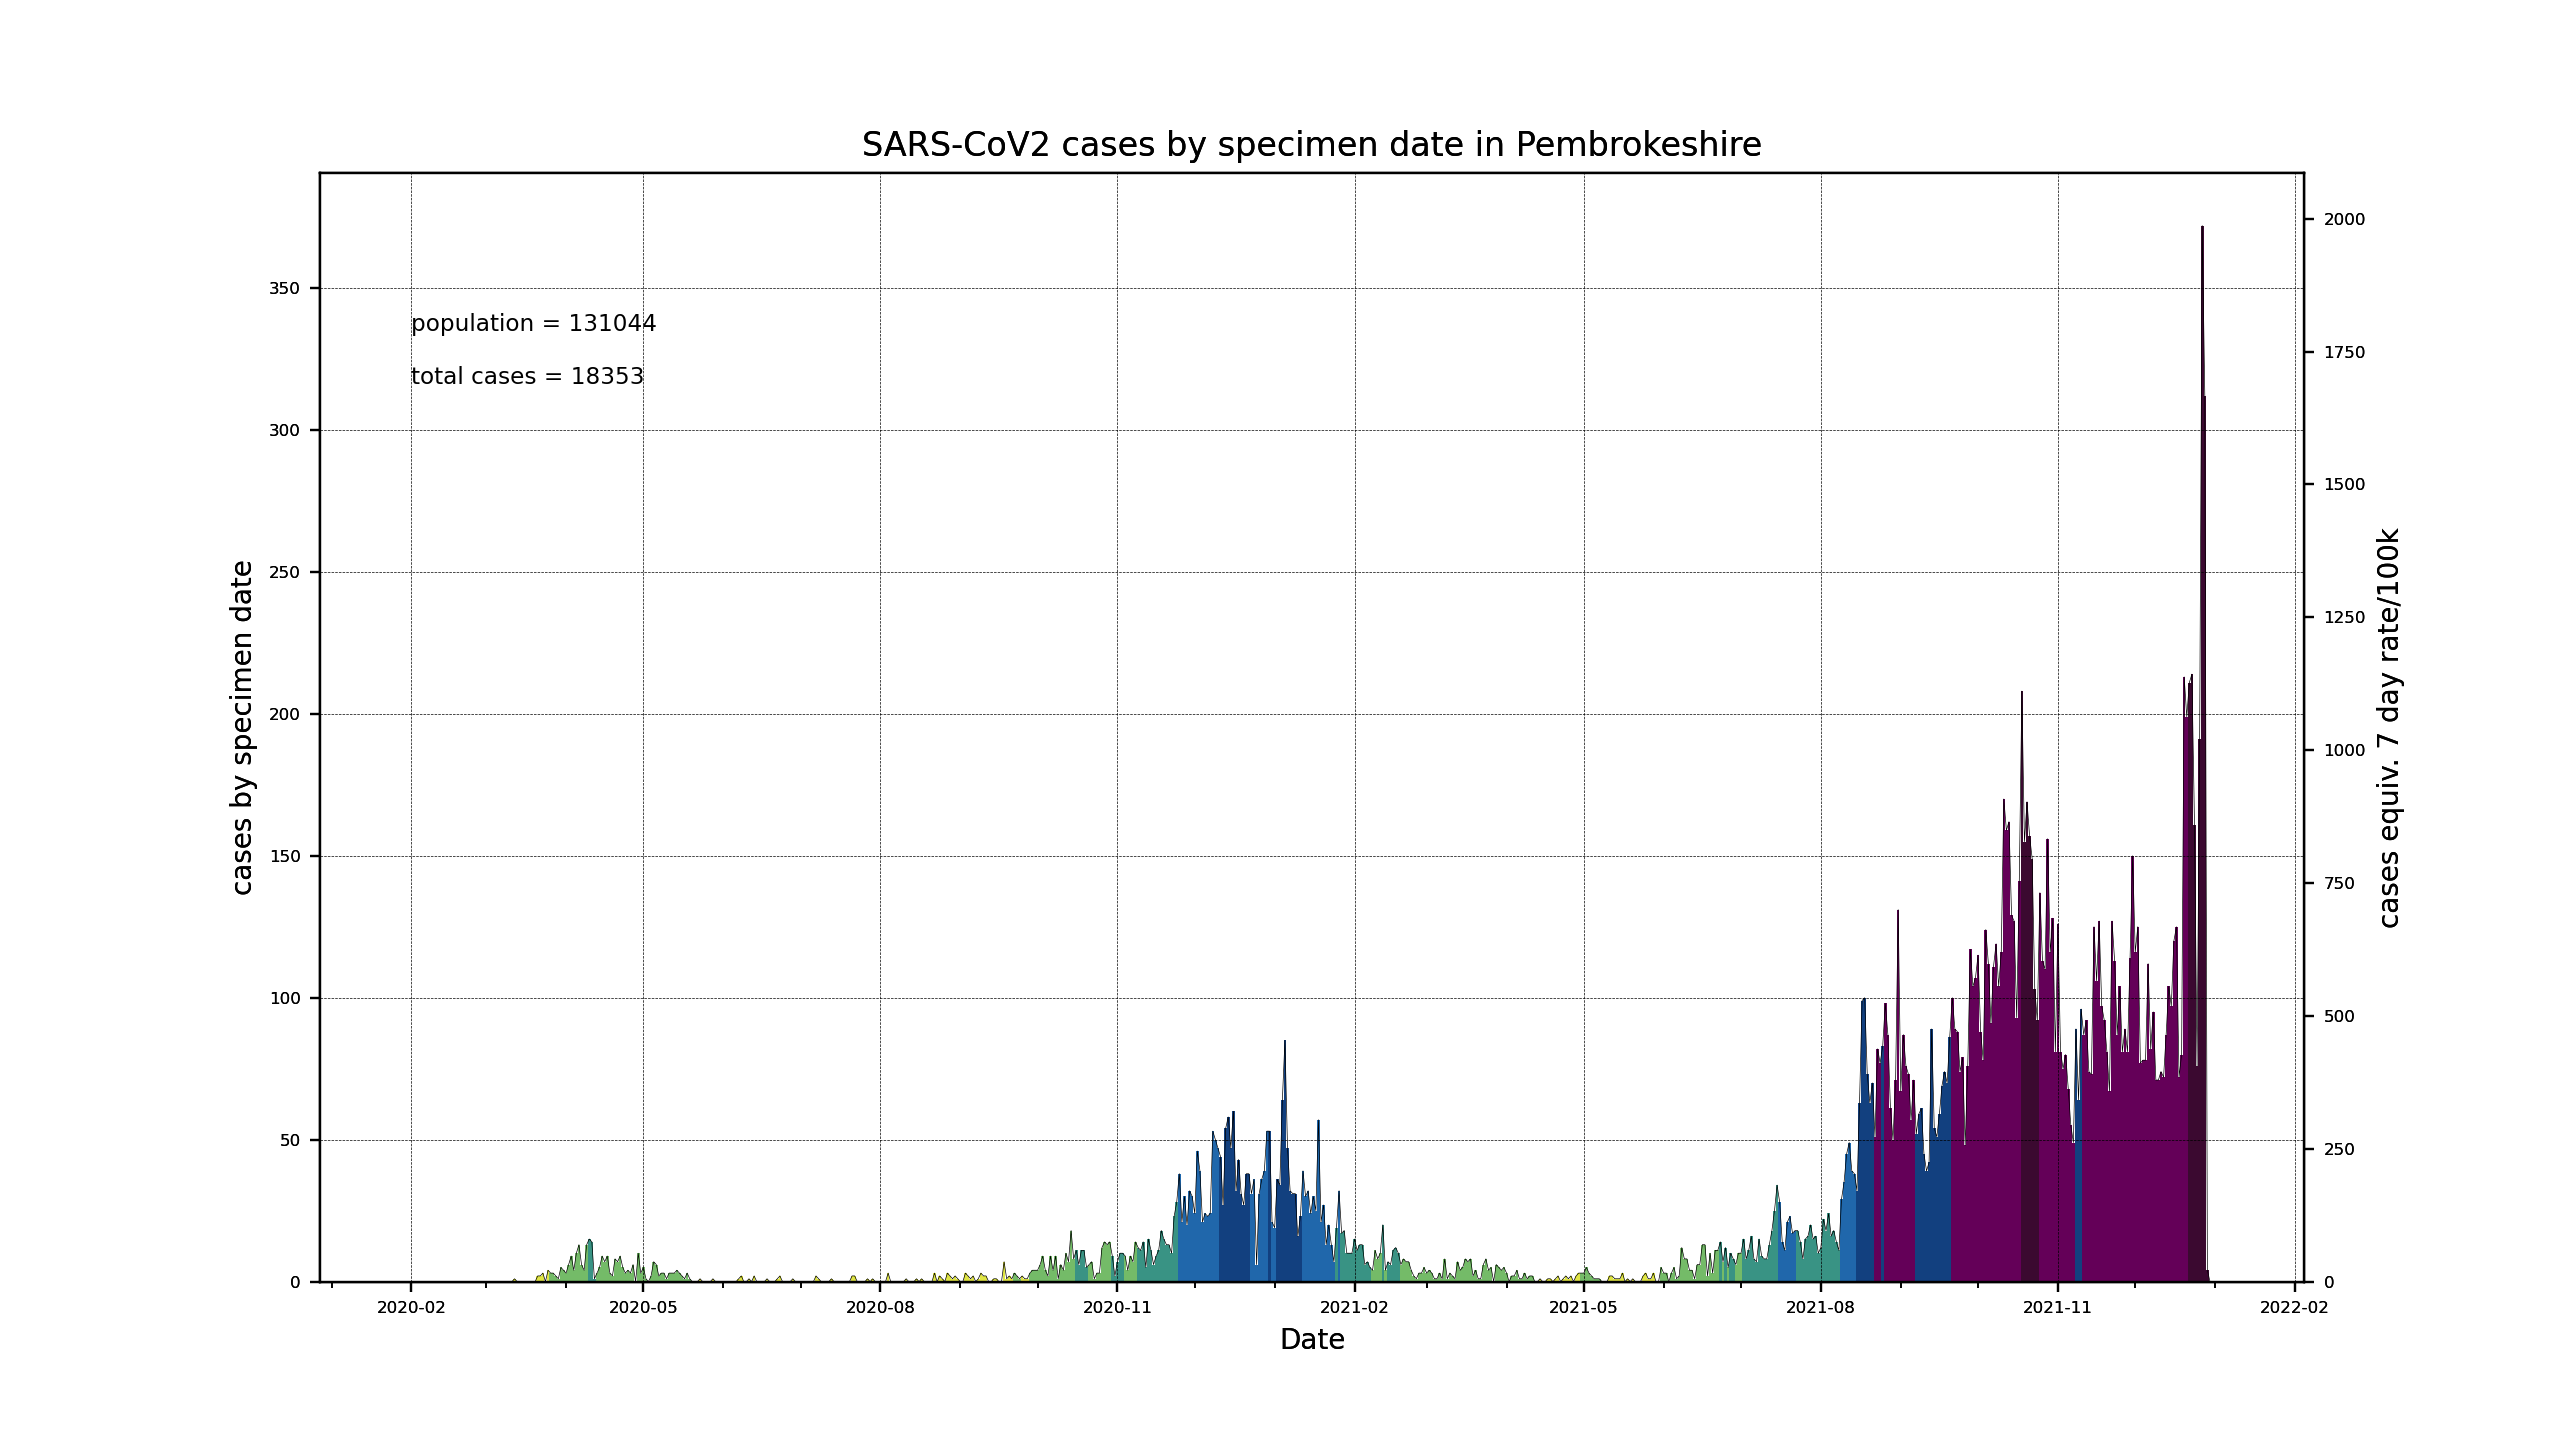 SARS-CoV2 cases by specimen date in Pembrokeshire
population = 131044
total cases = 18353
cases by specimen date
350
300
250
200
150
100
50
0
2000
1750
1500
1250
1000
750
500
250
0
cases equiv. 7 day rate/100k
2020-02 2020-05 2020-08 2020-11 2021-02 2021-05 2021-08 2021-11 2022-02
Date